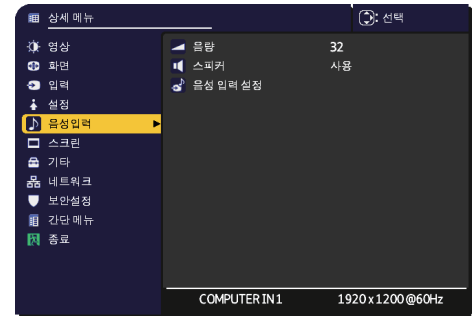 상세 메뉴 : 선택
영상
화면
입력
설정
음성입력
스크린
기타
네트워크
보안설정
간단 메뉴
종료
음량 32
스피커 사용
음성 입력 설정
COMPUTER IN 1 1920 x 1200 @60Hz